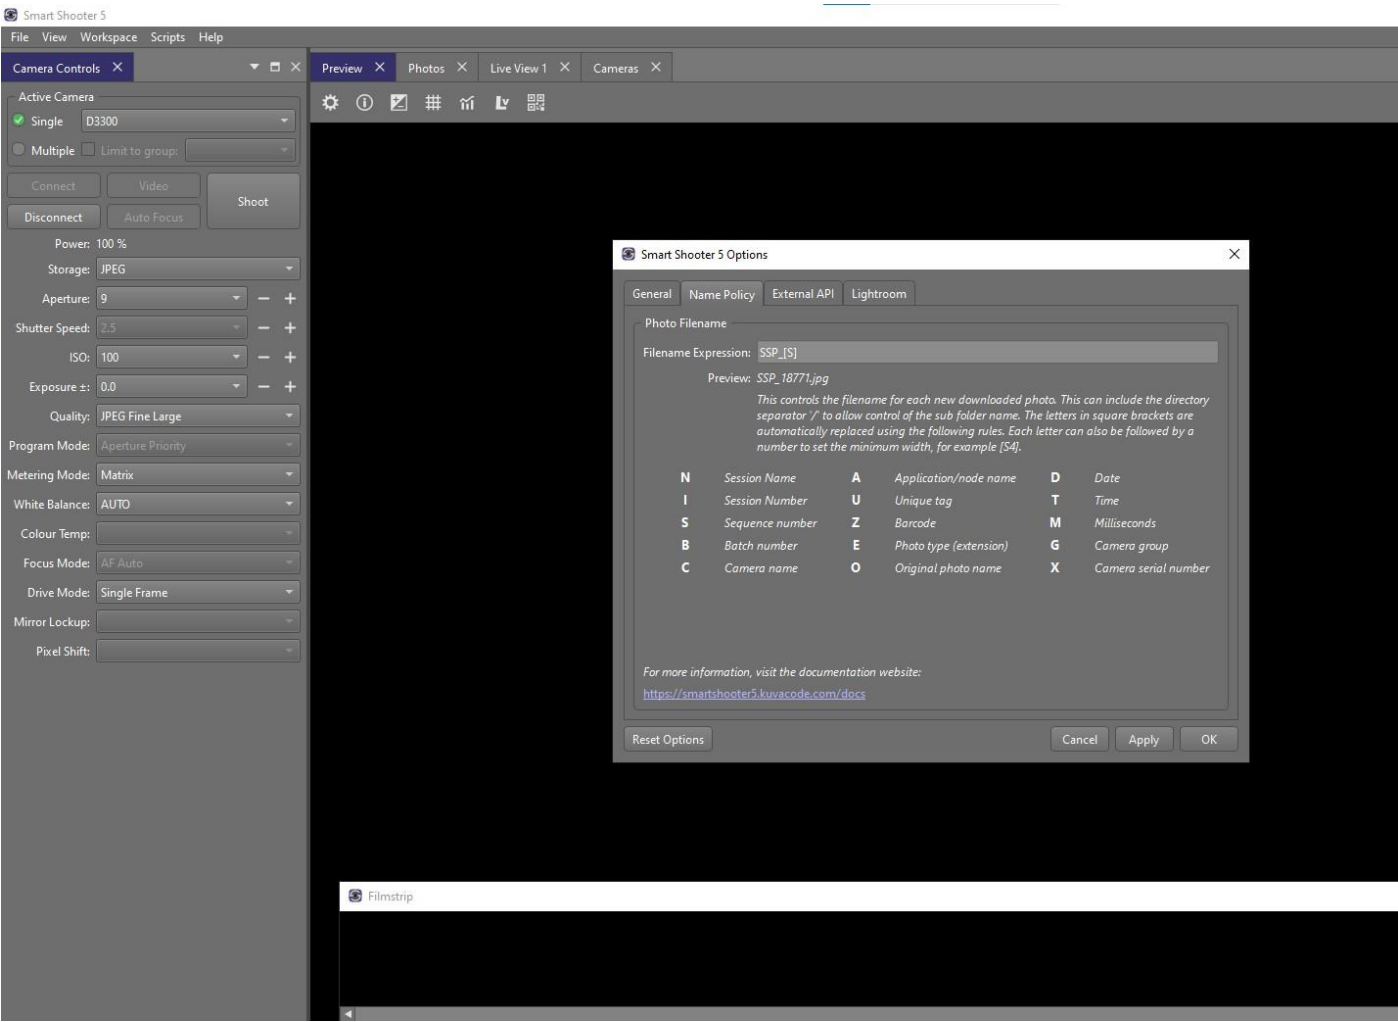 Smart Shooter 5
File View Workspace Scripts Help
Camera Controls
Preview Photos Live View 1 Cameras
Active Camera
Single D3300
Multiple Limit to group:
Connect Video
Shoot
Disconnect Auto Focus
Power: 100 %
Storage: JPEG
Aperture: 9
Shutter Speed: 2.5
ISO: 100
Exposure ±: 0.0
Quality: JPEG Fine Large
Program Mode: Aperture Priority
Metering Mode: Matrix
White Balance: AUTO
Colour Temp:
Focus Mode: AF Auto
Drive Mode: Single Frame
Mirror Lockup:
Pixel Shift:
Lv
Smart Shooter 5 Options
General Name Policy External API Lightroom
Photo Filename
Filename Expression: SSP_[S]
Preview: SSP_18771.jpg
This controls the filename for each new downloaded photo. This can include the directory
separator '/' to allow control of the sub folder name. The letters in square brackets are
automatically replaced using the following rules. Each letter can also be followed by a
number to set the minimum width, for example [S4].
N Session Name A Application/node name D Date
I Session Number U Unique tag T Time
S Sequence number Z Barcode M Milliseconds
B Batch number E Photo type (extension) G Camera group
C Camera name O Original photo name X Camera serial number
For more information, visit the documentation website:
https://smartshooter5.kuvacode.com/docs
Reset Options Cancel Apply OK
Filmstrip